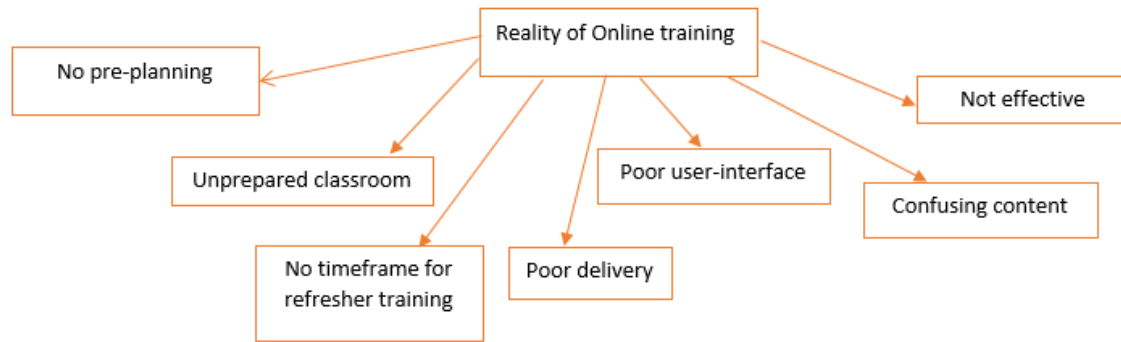 Reality of Online training
No pre-planning
Not effective
Unprepared classroom
Poor user-interface
Confusing content
No timeframe for
refresher training
Poor delivery